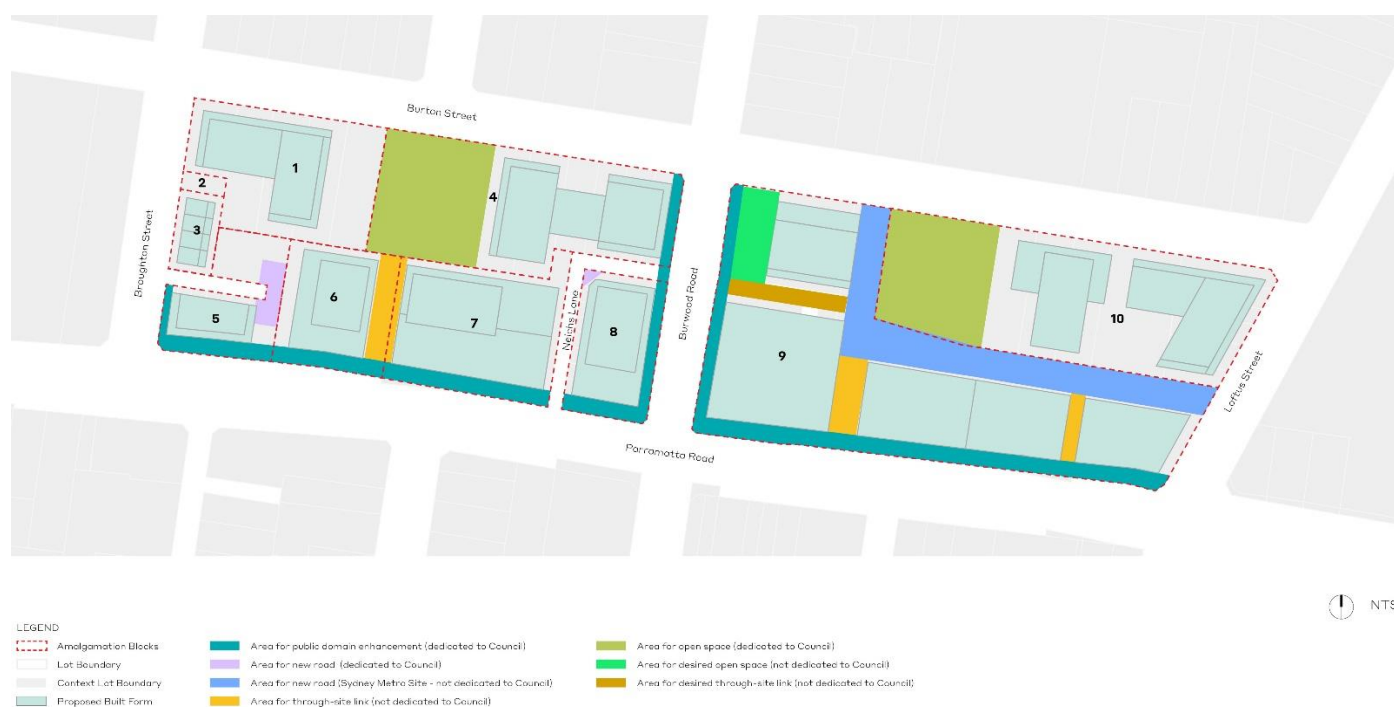 Burton Street
1
2
4
Broughton Street
3
6
7
5
Neichs Lane
8
Burwood Road
9
10
Loftus Street
Parramatta Road
NTS
LEGEND
Amalgamation Blocks
Lot Boundary
Context Lot Boundary
Proposed Built Form
Area for public domain enhancement (dedicated to Council)
Area for new road (dedicated to Council)
Area for new road (Sydney Metro Site - not dedicated to Council)
Area for through-site link (not dedicated to Council)
Area for open space (dedicated to Council)
Area for desired open space (not dedicated to Council)
Area for desired through-site link (not dedicated to Council)